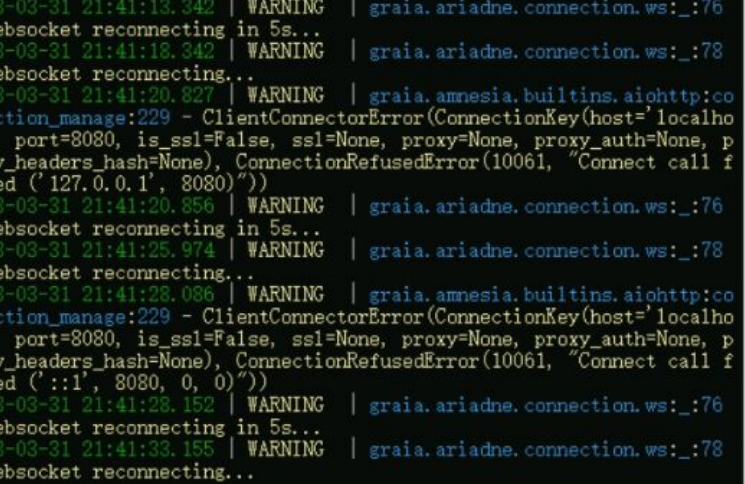 3-03-31 21:41:13.342 | WARNING  | graia.ariadne.connection.ws:_:76
ebsocket reconnecting in 5s...
3-03-31 21:41:18.342 | WARNING  | graia.ariadne.connection.ws:_:78
ebsocket reconnecting...
3-03-31 21:41:20.827 | WARNING  | graia.amnesia.builtins.aiohttp:co
ction_manage:229 - ClientConnectorError(ConnectionKey(host='localho
 port=8080, is_ssl=False, ssl=None, proxy=None, proxy_auth=None, p
y_headers_hash=None), ConnectionRefusedError(10061, "Connect call f
ed ('127.0.0.1', 8080)"))
3-03-31 21:41:20.856 | WARNING  | graia.ariadne.connection.ws:_:76
ebsocket reconnecting in 5s...
3-03-31 21:41:25.974 | WARNING  | graia.ariadne.connection.ws:_:78
ebsocket reconnecting...
3-03-31 21:41:28.086 | WARNING  | graia.amnesia.builtins.aiohttp:co
ction_manage:229 - ClientConnectorError(ConnectionKey(host='localho
 port=8080, is_ssl=False, ssl=None, proxy=None, proxy_auth=None, p
y_headers_hash=None), ConnectionRefusedError(10061, "Connect call f
ed ('::1', 8080, 0, 0)"))
3-03-31 21:41:28.152 | WARNING  | graia.ariadne.connection.ws:_:76
ebsocket reconnecting in 5s...
3-03-31 21:41:33.155 | WARNING  | graia.ariadne.connection.ws:_:78
ebsocket reconnecting...